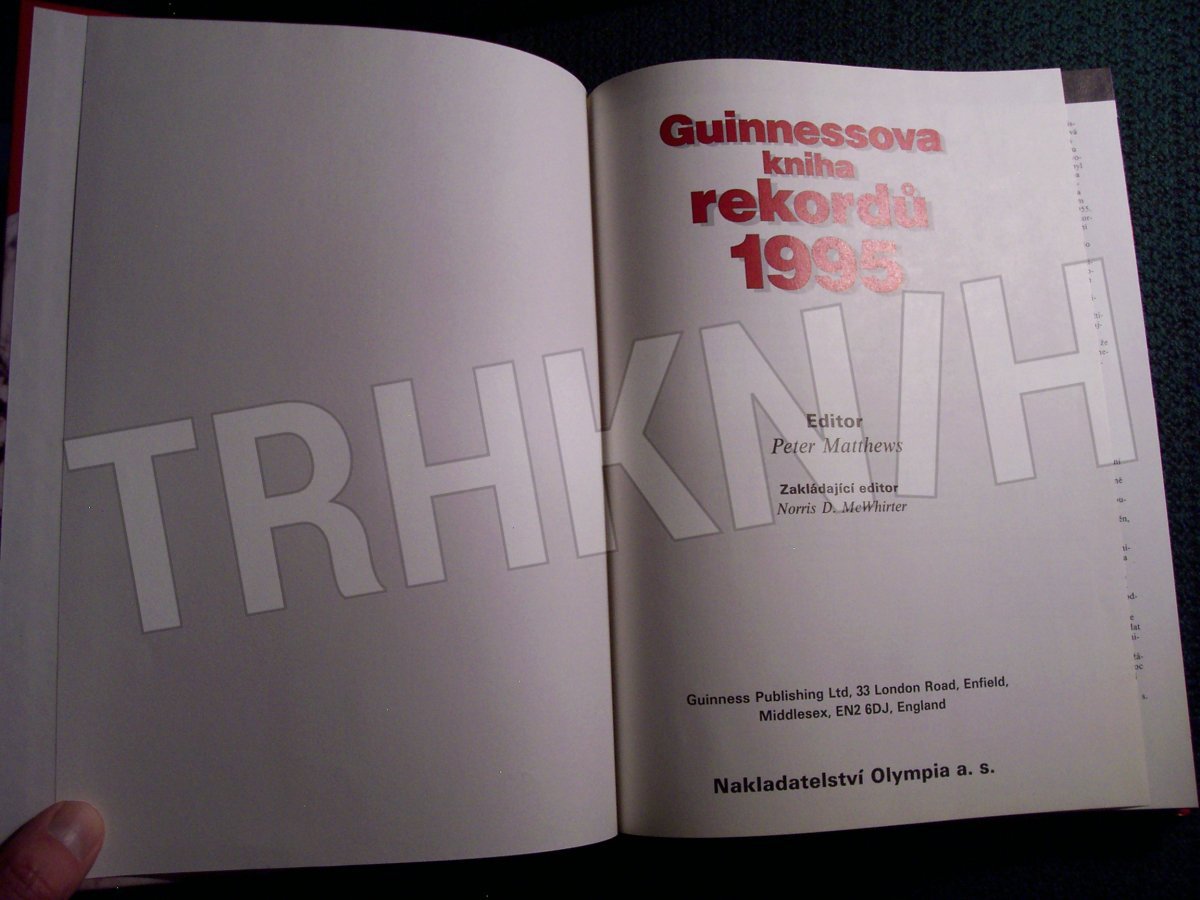 Guinnessova
kniha
rekordů
1995
TRHKNIH
Editor
Peter Matthews
Zakládající editor
Norris D. McWhirter
Guinness Publishing Ltd, 33 London Road, Enfield,
Middlesex, EN2 6DJ, England
Nakladatelství Olympia a. s.